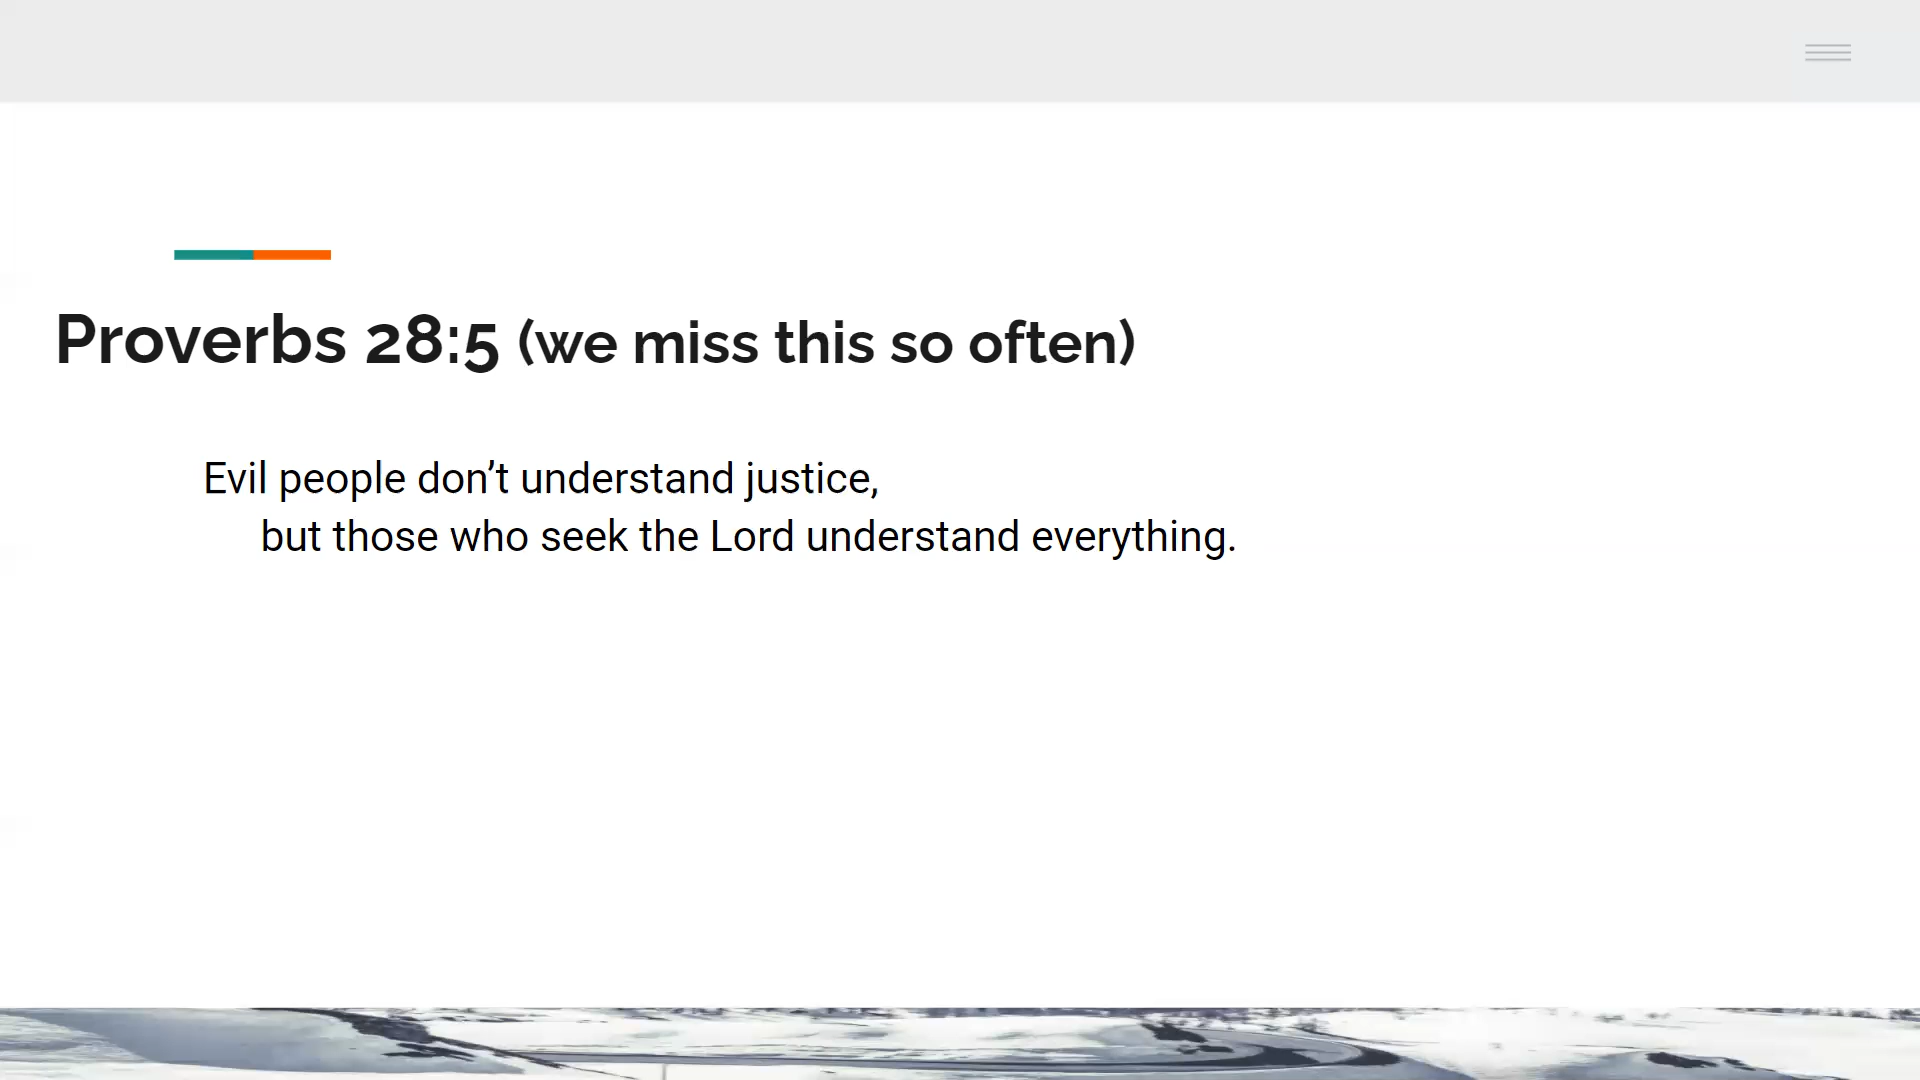 Proverbs 28:5 (we miss this so often)
Evil people don’t understand justice,
but those who seek the Lord understand everything.